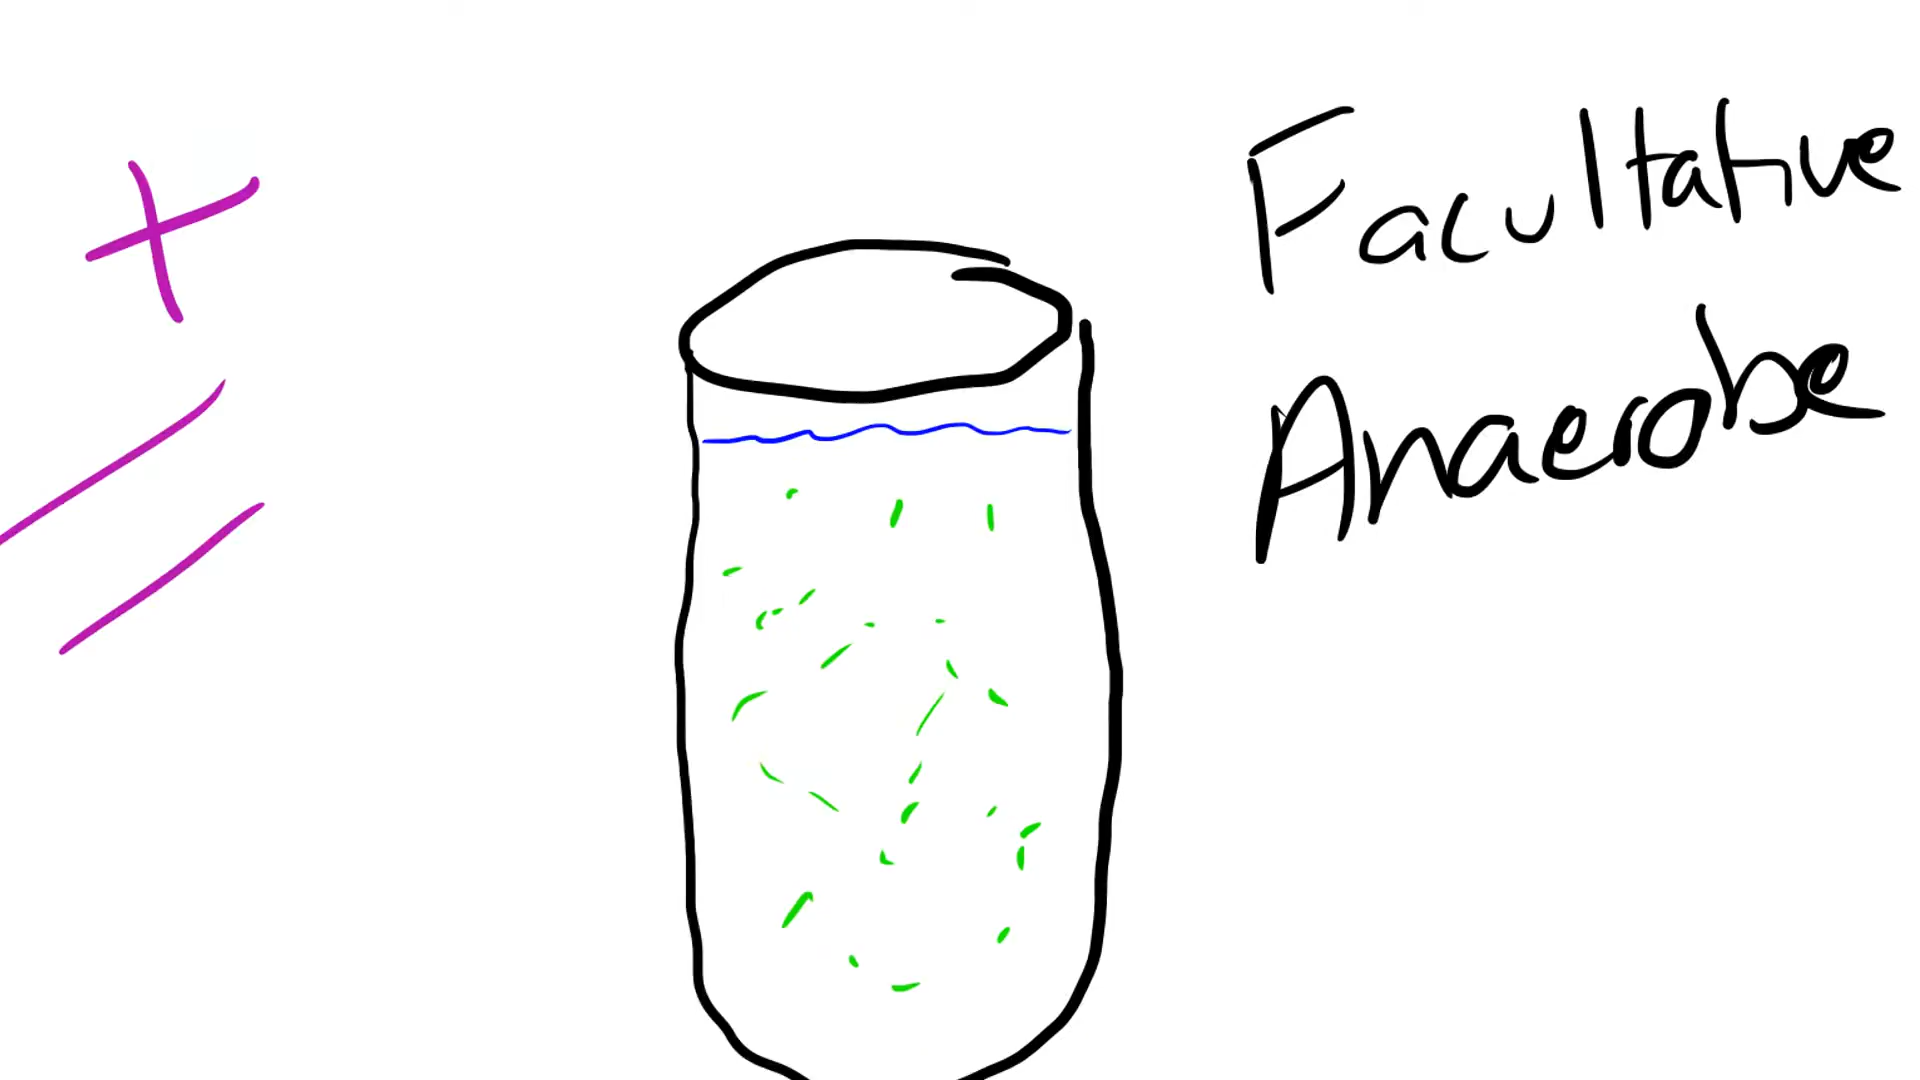 +
=
Facultative
Anaerobe